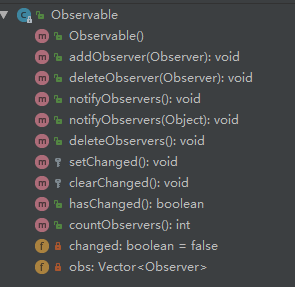 Observable
Observable()
addObserver(Observer): void
deleteObserver(Observer): void
notifyObservers(): void
notifyObservers(Object): void
deleteObservers(): void
setChanged(): void
clearChanged(): void
hasChanged(): boolean
countObservers(): int
changed: boolean = false
obs: Vector<Observer>